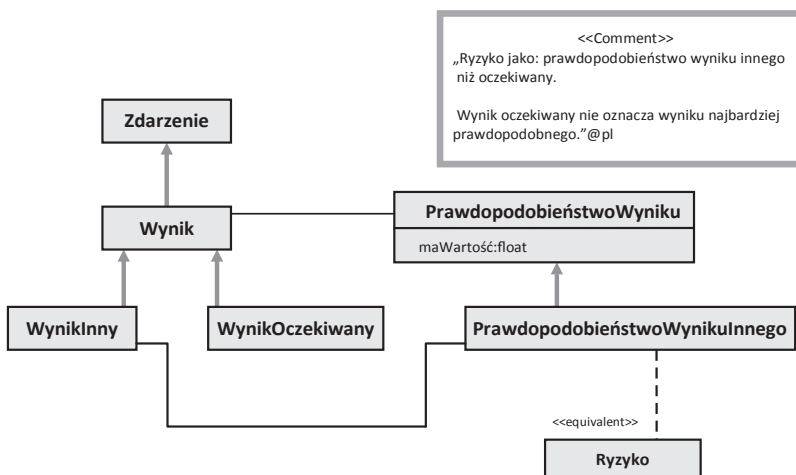 <<Comment>>
„Ryzyko jako: prawdopodobieństwo wyniku innego
niż oczekiwany.
Wynik oczekiwany nie oznacza wyniku najbardziej
prawdopodobnego.”@pl
Zdarzenie
Wynik
PrawdopodobieństwoWyniku
maWartość:float
WynikInny
WynikOczekiwany
PrawdopodobieństwoWynikuInnego
<<equivalent>>
Ryzyko